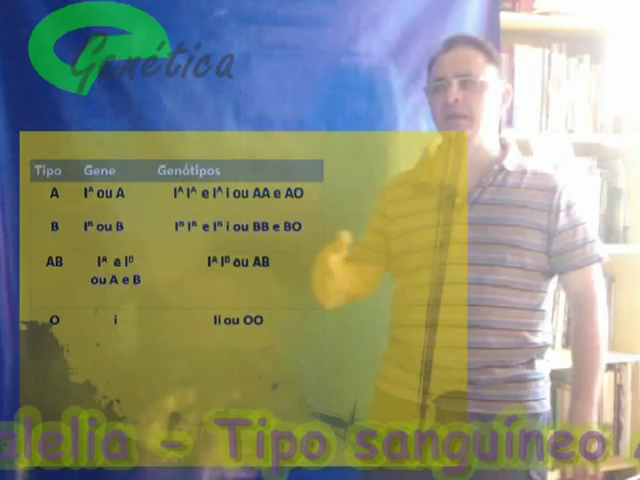 Genética
Tipo Gene Genótipos
A Iᴬ ou A Iᴬ Iᴬ e Iᴬ i ou AA e AO
B Iᴮ ou B Iᴮ Iᴮ e Iᴮ i ou BB e BO
AB Iᴬ e Iᴮ Iᴬ Iᴮ ou AB
ou A e B
O i Ii ou OO
alelia - Tipo sanguíneo